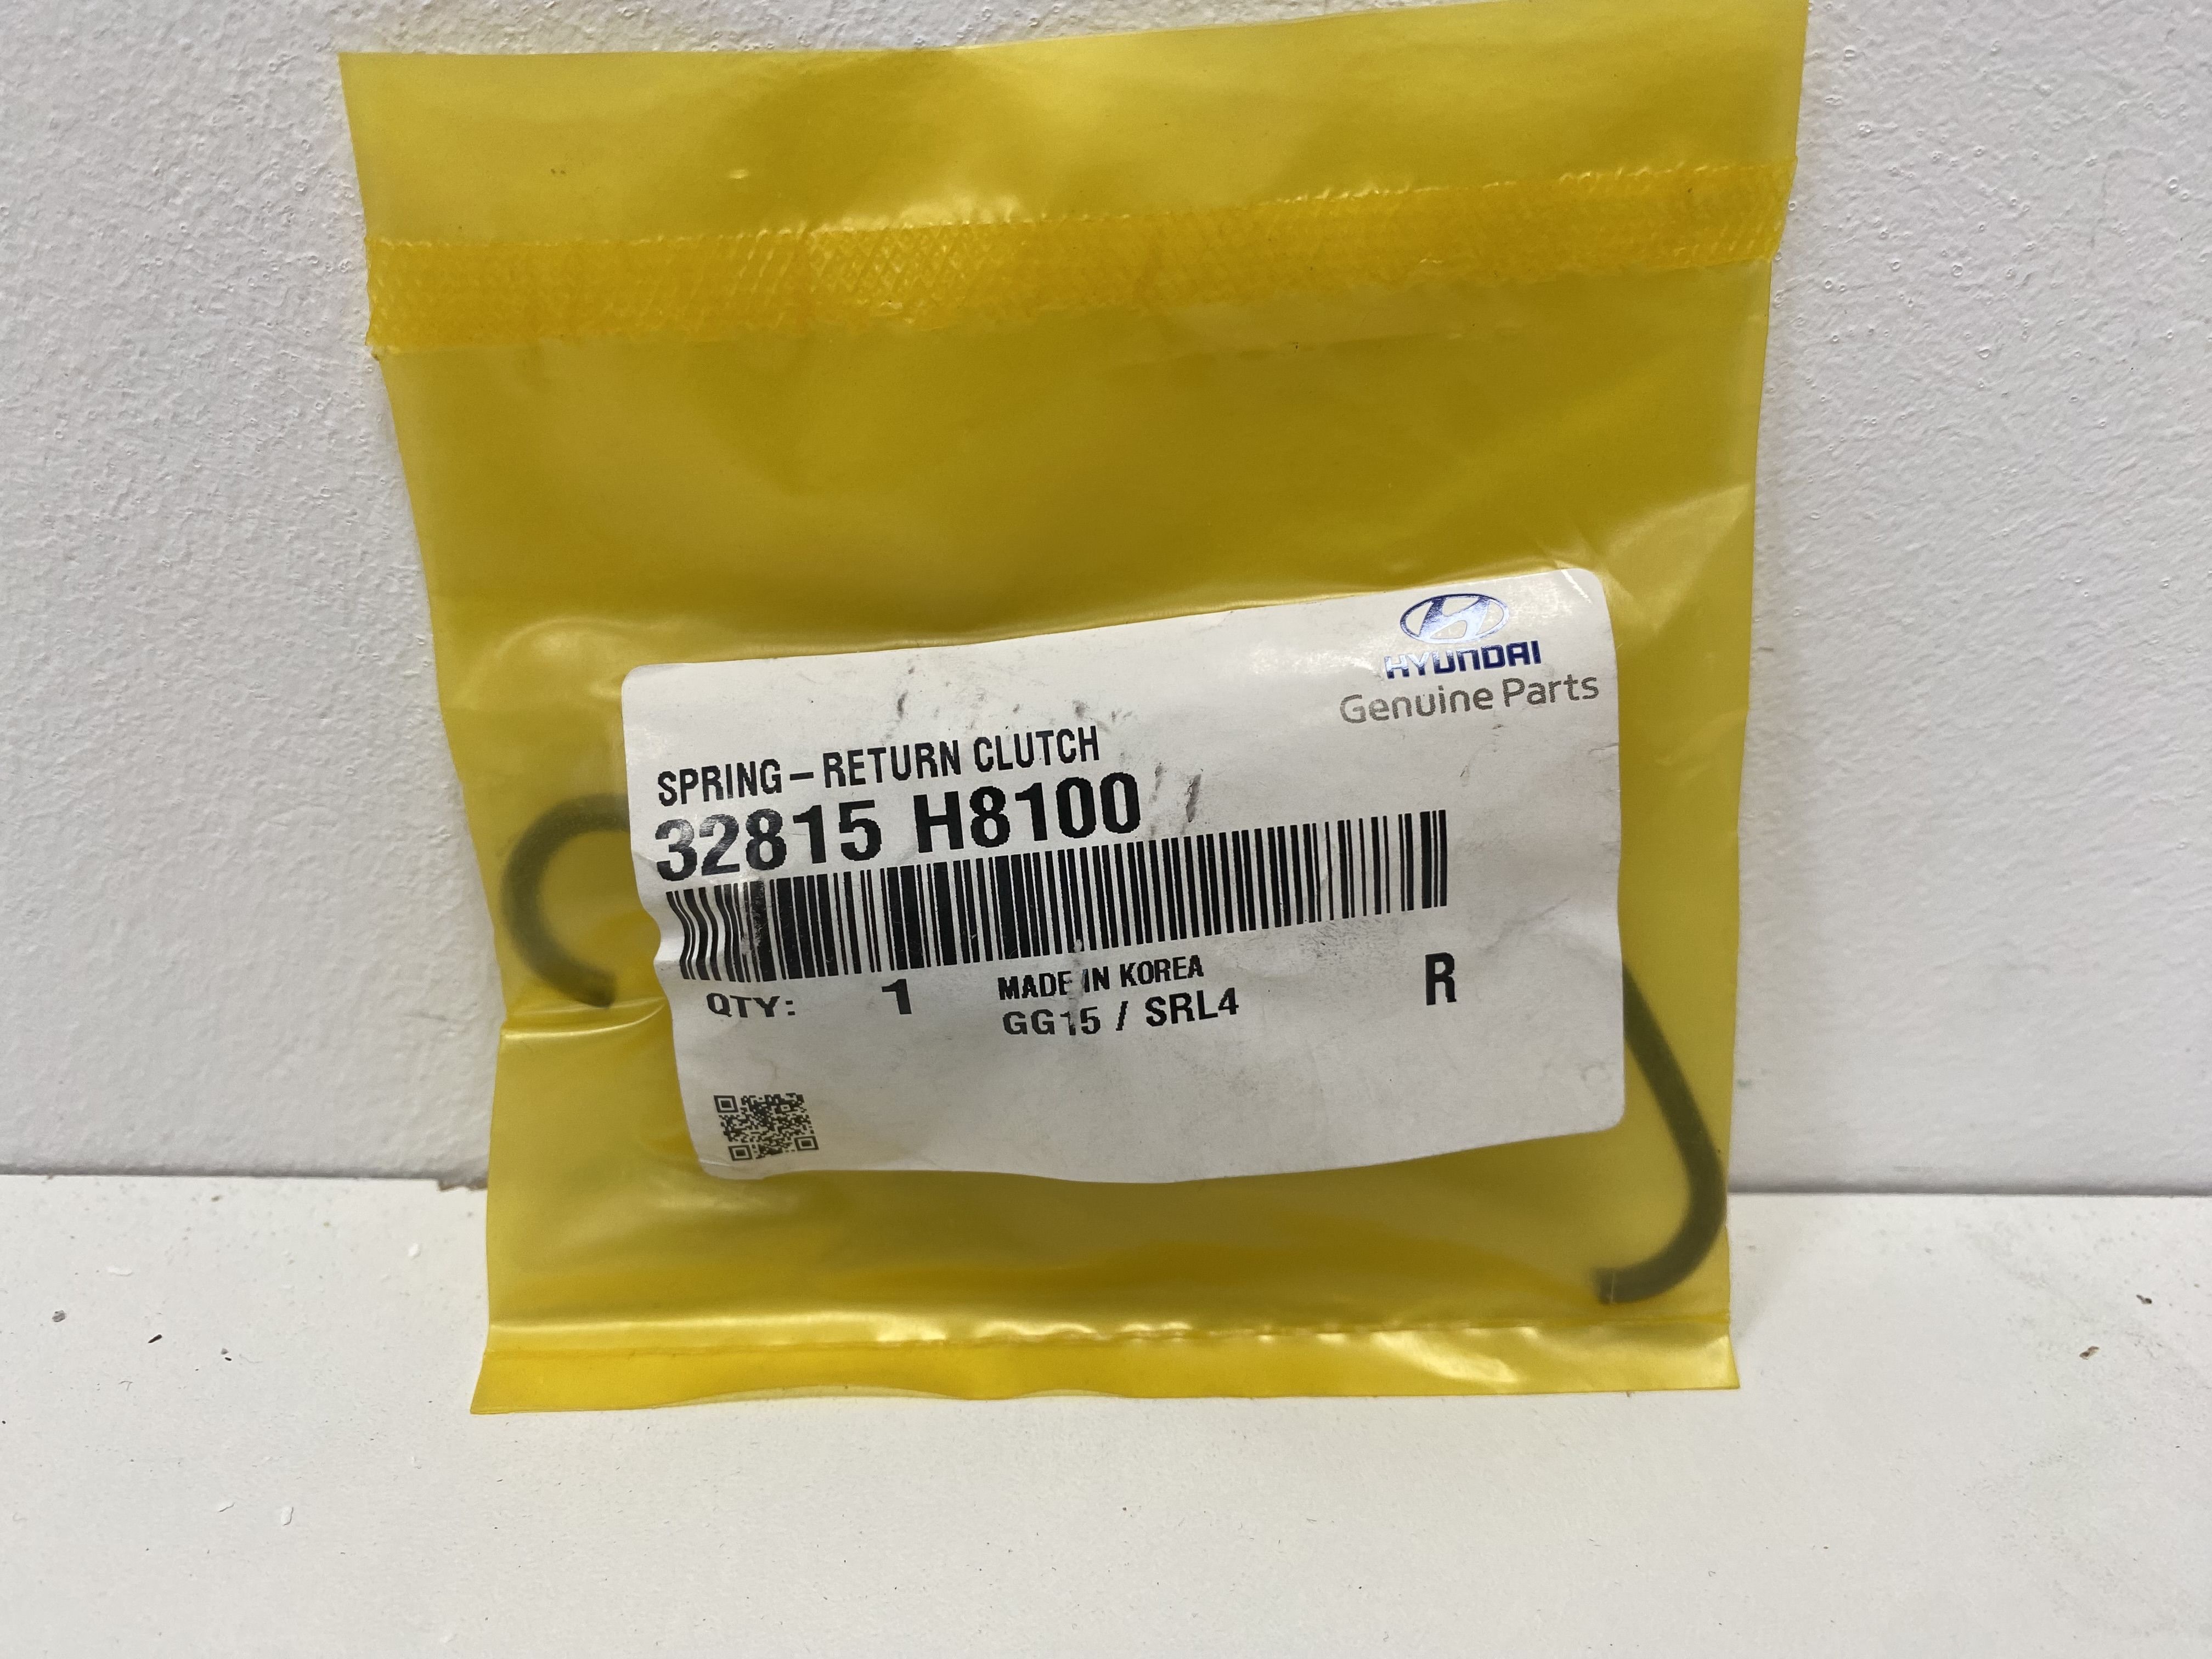 HYUNDAI
Genuine Parts
SPRING-RETURN CLUTCH
32815 H8100
QTY: 1
MADE IN KOREA
GG15 / SRL4
R